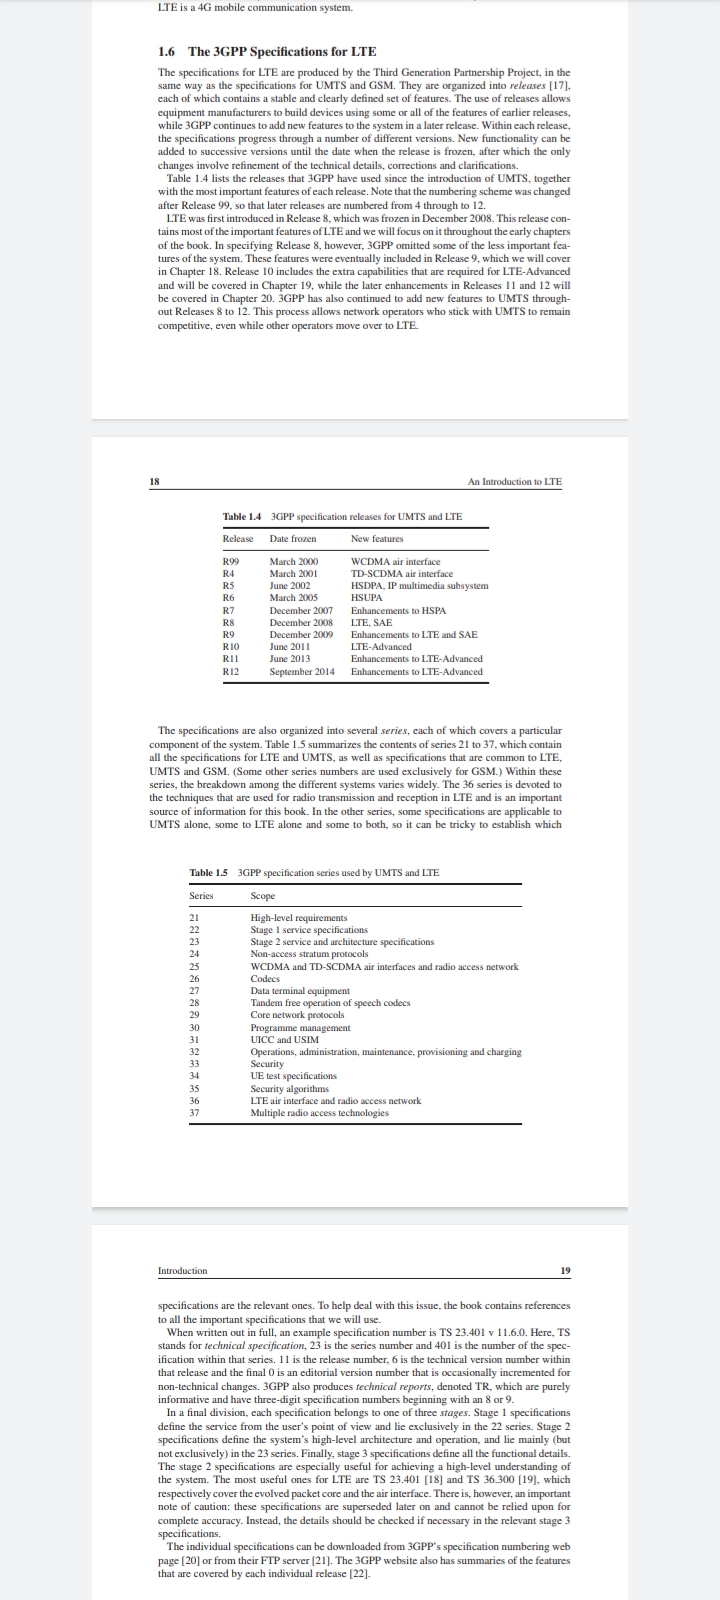 LTE is a 4G mobile communication system.
1.6 The 3GPP Specifications for LTE
The specifications for LTE are produced by the Third Generation Partnership Project, in the
same way as the specifications for UMTS and GSM. They are organized into releases [17],
each of which contains a stable and clearly defined set of features. The use of releases allows
equipment manufacturers to build devices using some or all of the features of earlier releases,
while 3GPP continues to add new features to the system in a later release. Within each release,
the specifications progress through a number of different versions. New functionality can be
added to successive versions until the date when the release is frozen, after which the only
changes involve refinement of the technical details, corrections and clarifications.
Table 1.4 lists the releases that 3GPP have used since the introduction of UMTS, together
with the most important features of each release. Note that the numbering scheme was changed
after Release 99, so that later releases are numbered from 4 through to 12.
LTE was first introduced in Release 8, which was frozen in December 2008. This release con-
tains most of the important features of LTE and we will focus on it throughout the early chapters
of the book. In specifying Release 8, however, 3GPP omitted some of the less important fea-
tures of the system. These features were eventually included in Release 9, which we will cover
in Chapter 18. Release 10 includes the extra capabilities that are required for LTE-Advanced
and will be covered in Chapter 19, while the later enhancements in Releases 11 and 12 will
be covered in Chapter 20. 3GPP has also continued to add new features to UMTS through-
out Releases 8 to 12. This process allows network operators who stick with UMTS to remain
competitive, even while other operators move over to LTE.
18 An Introduction to LTE
Table 1.4 3GPP specification releases for UMTS and LTE
Release Date frozen New features
R99 March 2000 WCDMA air interface
R4 March 2001 TD-SCDMA air interface
R5 June 2002 HSDPA, IP multimedia subsystem
R6 March 2005 HSUPA
R7 December 2007 Enhancements to HSPA
R8 December 2008 LTE, SAE
R9 December 2009 Enhancements to LTE and SAE
R10 June 2011 LTE-Advanced
R11 June 2013 Enhancements to LTE-Advanced
R12 September 2014 Enhancements to LTE-Advanced
The specifications are also organized into several series, each of which covers a particular
component of the system. Table 1.5 summarizes the contents of series 21 to 37, which contain
all the specifications for LTE and UMTS, as well as specifications that are common to LTE,
UMTS and GSM. (Some other series numbers are used exclusively for GSM.) Within these
series, the breakdown among the different systems varies widely. The 36 series is devoted to
the techniques that are used for radio transmission and reception in LTE and is an important
source of information for this book. In the other series, some specifications are applicable to
UMTS alone, some to LTE alone and some to both, so it can be tricky to establish which
Table 1.5 3GPP specification series used by UMTS and LTE
Series Scope
21 High-level requirements
22 Stage 1 service specifications
23 Stage 2 service and architecture specifications
24 Non-access stratum protocols
25 WCDMA and TD-SCDMA air interfaces and radio access network
26 Codecs
27 Data terminal equipment
28 Tandem free operation of speech codecs
29 Core network protocols
30 Programme management
31 UICC and USIM
32 Operations, administration, maintenance, provisioning and charging
33 Security
34 UE test specifications
35 Security algorithms
36 LTE air interface and radio access network
37 Multiple radio access technologies
Introduction 19
specifications are the relevant ones. To help deal with this issue, the book contains references
to all the important specifications that we will use.
When written out in full, an example specification number is TS 23.401 v 11.6.0. Here, TS
stands for technical specification, 23 is the series number and 401 is the number of the spec-
ification within that series. 11 is the release number, 6 is the technical version number within
that release and the final 0 is an editorial version number that is occasionally incremented for
non-technical changes. 3GPP also produces technical reports, denoted TR, which are purely
informative and have three-digit specification numbers beginning with an 8 or 9.
In a final division, each specification belongs to one of three stages. Stage 1 specifications
define the service from the user's point of view and lie exclusively in the 22 series. Stage 2
specifications define the system's high-level architecture and operation, and lie mainly (but
not exclusively) in the 23 series. Finally, stage 3 specifications define all the functional details.
The stage 2 specifications are especially useful for achieving a high-level understanding of
the system. The most useful ones for LTE are TS 23.401 [18] and TS 36.300 [19], which
respectively cover the evolved packet core and the air interface. There is, however, an important
note of caution: these specifications are superseded later on and cannot be relied upon for
complete accuracy. Instead, the details should be checked if necessary in the relevant stage 3
specifications.
The individual specifications can be downloaded from 3GPP's specification numbering web
page [20] or from their FTP server [21]. The 3GPP website also has summaries of the features
that are covered by each individual release [22].